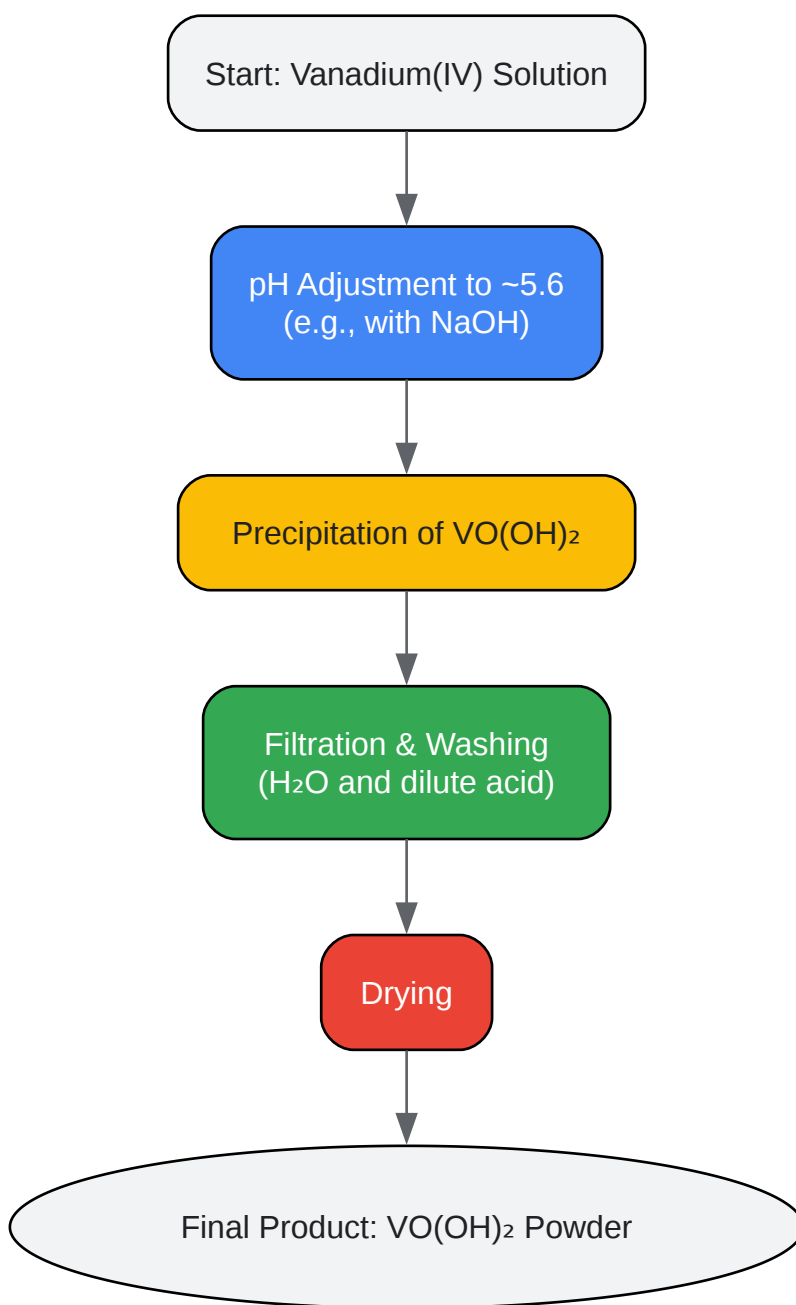 Start: Vanadium(IV) Solution
pH Adjustment to ~5.6
(e.g., with NaOH)
Precipitation of VO(OH)₂
Filtration & Washing
(H₂O and dilute acid)
Drying
Final Product: VO(OH)₂ Powder